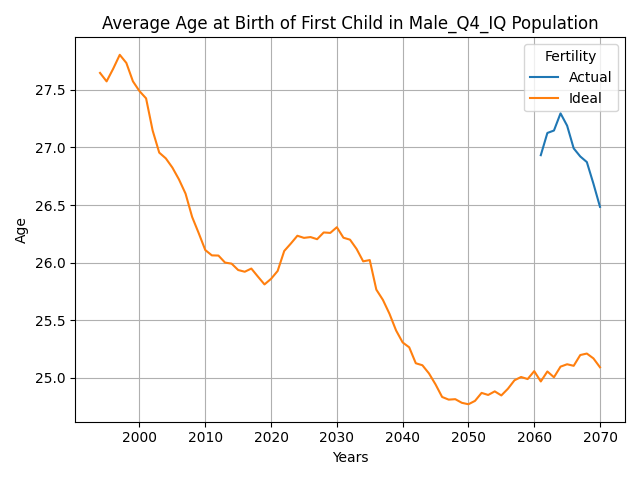 Average Age at Birth of First Child in Male_Q4_IQ Population
Fertility
Actual
Ideal
27.5
27.0
26.5
26.0
25.5
25.0
Age
2000 2010 2020 2030 2040 2050 2060 2070
Years